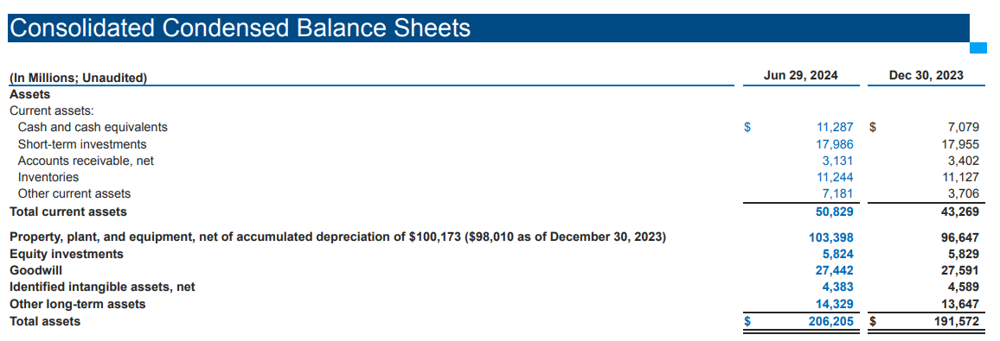 Consolidated Condensed Balance Sheets
(In Millions; Unaudited) Jun 29, 2024 Dec 30, 2023
Assets
Current assets:
Cash and cash equivalents $ 11,287 $ 7,079
Short-term investments 17,986 17,955
Accounts receivable, net 3,131 3,402
Inventories 11,244 11,127
Other current assets 7,181 3,706
Total current assets 50,829 43,269
Property, plant, and equipment, net of accumulated depreciation of $100,173 ($98,010 as of December 30, 2023) 103,398 96,647
Equity investments 5,824 5,829
Goodwill 27,442 27,591
Identified intangible assets, net 4,383 4,589
Other long-term assets 14,329 13,647
Total assets $ 206,205 $ 191,572